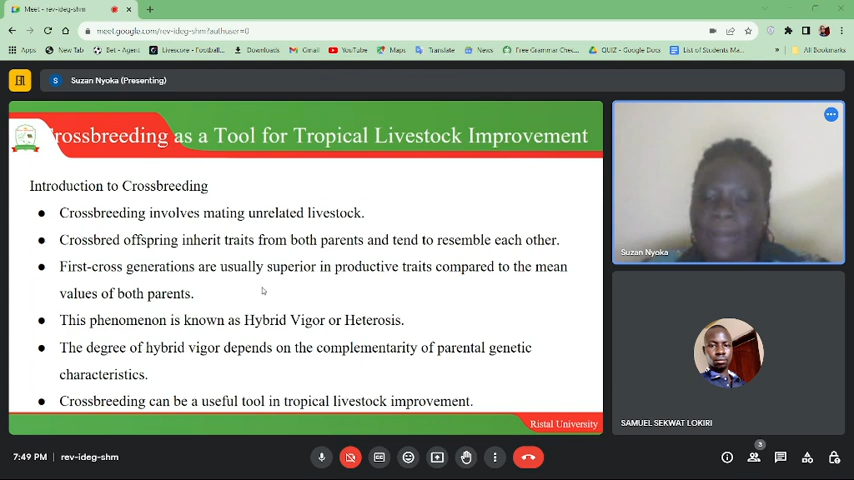 Meet - rev-ideg-shm
meet.google.com/rev-ideg-shm?authuser=0
Apps
New Tab
Bet - Agent
Livescore - Football...
Downloads
Gmail
YouTube
Maps
Translate
News
Free Grammar Chec...
QUIZ - Google Docs
List of Students Ma...
»
All Bookmarks
S
Suzan Nyoka (Presenting)
rossbreeding as a Tool for Tropical Livestock Improvement
Introduction to Crossbreeding
● Crossbreeding involves mating unrelated livestock.
● Crossbred offspring inherit traits from both parents and tend to resemble each other.
● First-cross generations are usually superior in productive traits compared to the mean
values of both parents.
● This phenomenon is known as Hybrid Vigor or Heterosis.
● The degree of hybrid vigor depends on the complementarity of parental genetic
characteristics.
● Crossbreeding can be a useful tool in tropical livestock improvement.
Ristal University
Suzan Nyoka
SAMUEL SEKWAT LOKIRI
7:49 PM
rev-ideg-shm
3